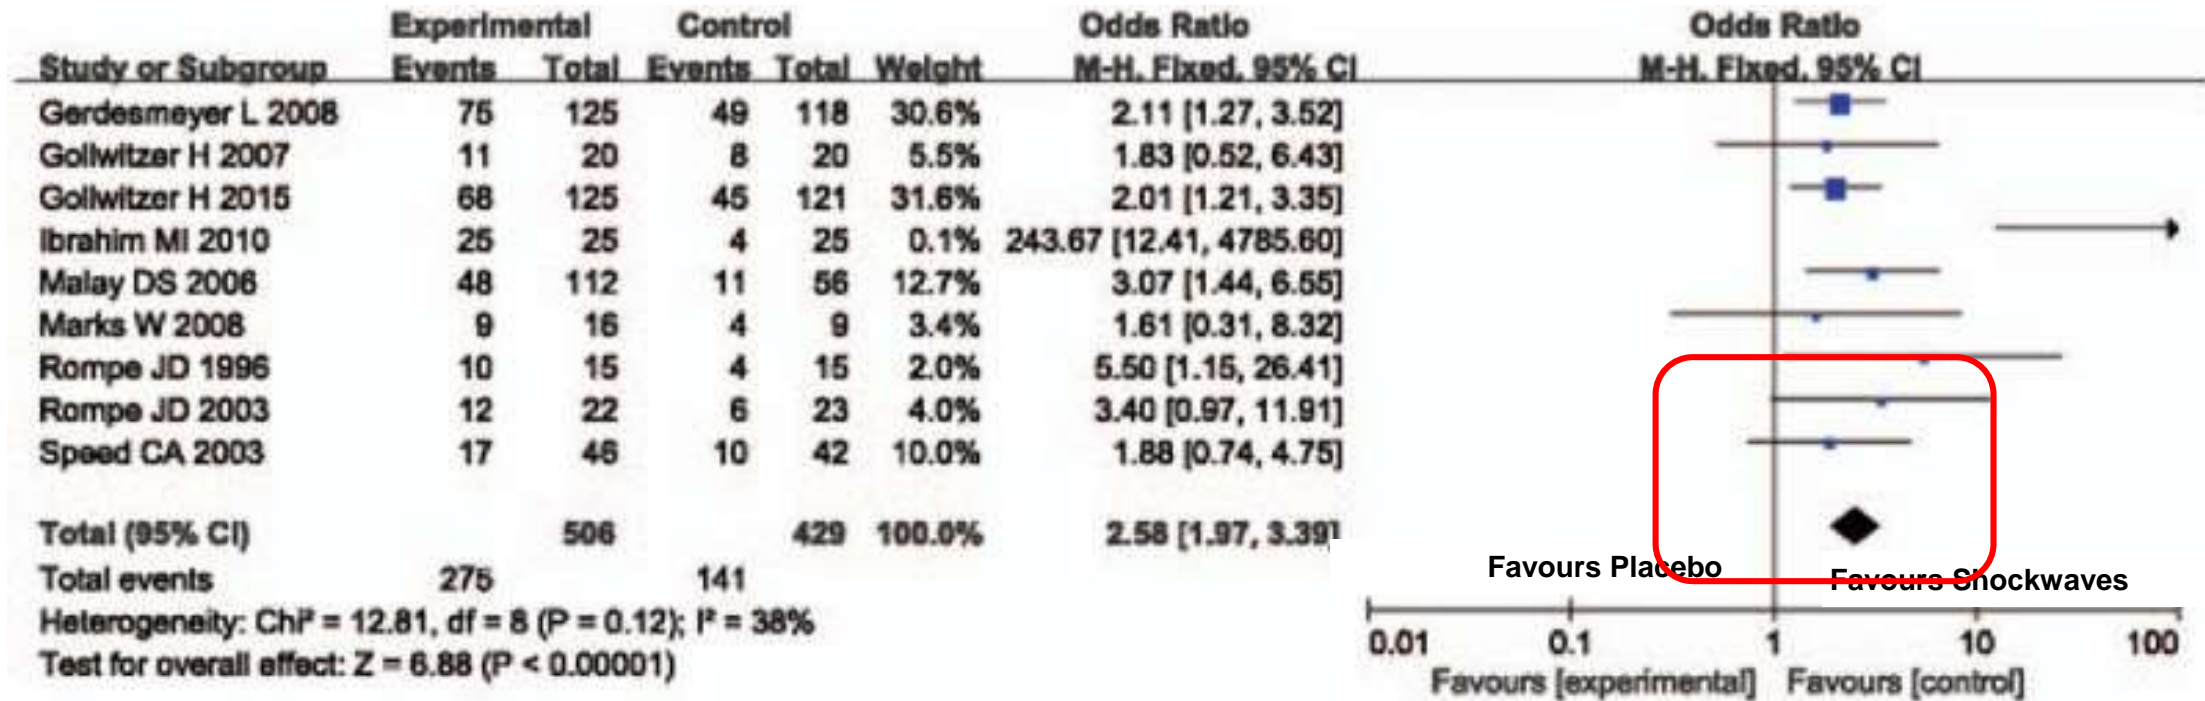 Experimental Control Odds Ratio Odds Ratio
Study or Subgroup Events Total Events Total Weight M-H. Fixed. 95% CI M-H. Fixed. 95% CI
Gerdesmeyer L 2008 75 125 49 118 30.6% 2.11 [1.27, 3.52]
Gollwitzer H 2007 11 20 8 20 5.5% 1.83 [0.52, 6.43]
Gollwitzer H 2015 68 125 45 121 31.6% 2.01 [1.21, 3.35]
Ibrahim MI 2010 25 25 4 25 0.1% 243.67 [12.41, 4785.60]
Malay DS 2006 48 112 11 56 12.7% 3.07 [1.44, 6.55]
Marks W 2008 9 16 4 9 3.4% 1.61 [0.31, 8.32]
Rompe JD 1996 10 15 4 15 2.0% 5.50 [1.15, 26.41]
Rompe JD 2003 12 22 6 23 4.0% 3.40 [0.97, 11.91]
Speed CA 2003 17 46 10 42 10.0% 1.88 [0.74, 4.75]
Total (95% CI) 506 429 100.0% 2.58 [1.97, 3.39]
Total events 275 141
Favours Placebo Favours Shockwaves
Heterogeneity: Chi² = 12.81, df = 8 (P = 0.12); I² = 38%
Test for overall effect: Z = 6.88 (P < 0.00001)
0.01 0.1 1 10 100
Favours [experimental] Favours [control]